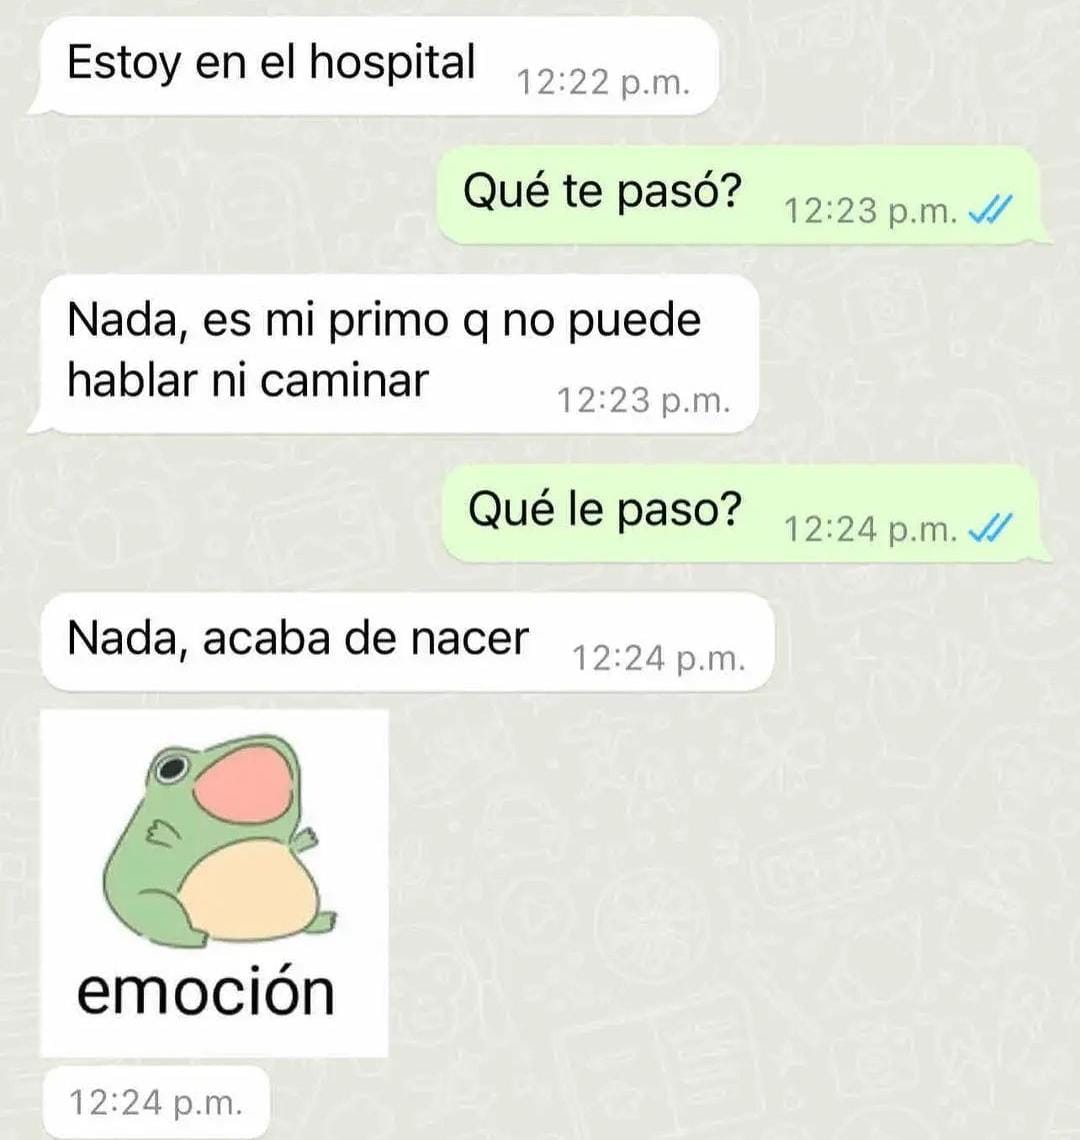 Estoy en el hospital 12:22 p.m.
Qué te pasó? 12:23 p.m.
Nada, es mi primo q no puede
hablar ni caminar 12:23 p.m.
Qué le paso? 12:24 p.m.
Nada, acaba de nacer 12:24 p.m.
emoción
12:24 p.m.